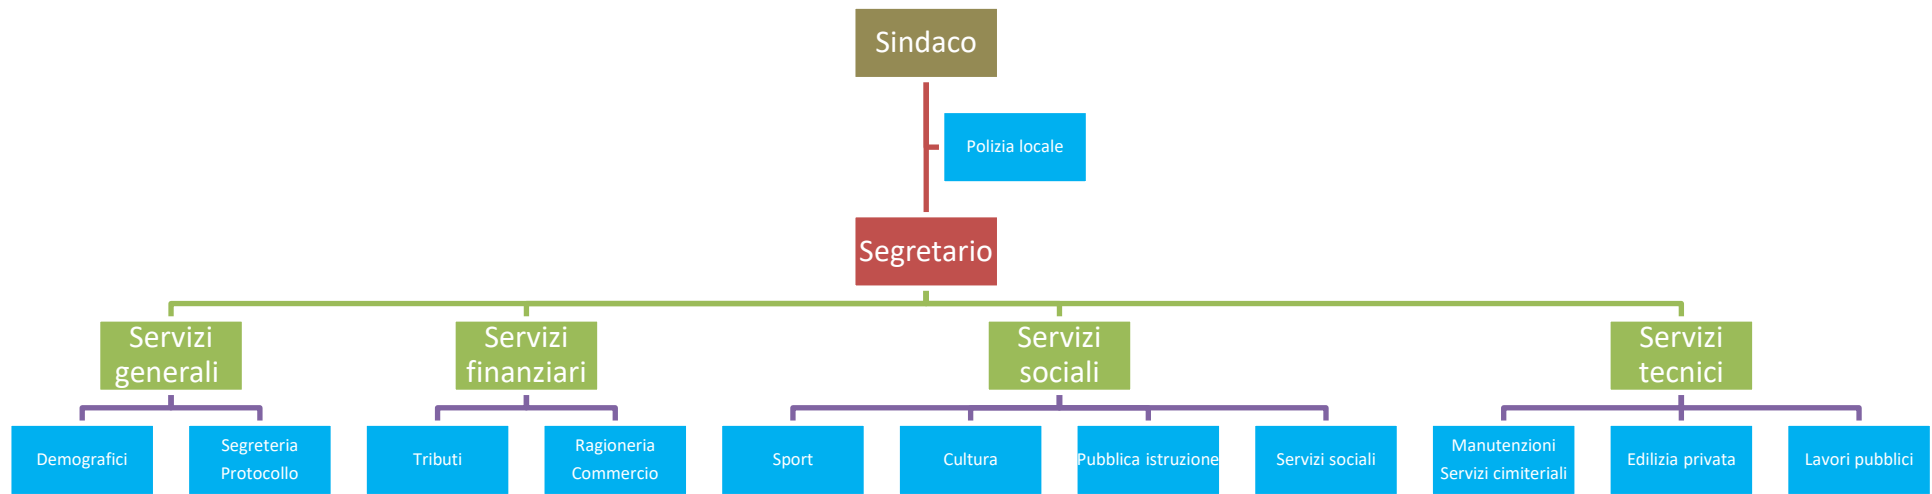 Sindaco
Polizia locale
Segretario
Servizi
generali
Servizi
finanziari
Servizi
sociali
Servizi
tecnici
Demografici
Segreteria
Protocollo
Tributi
Ragioneria
Commercio
Sport
Cultura
Pubblica istruzione
Servizi sociali
Manutenzioni
Servizi cimiteriali
Edilizia privata
Lavori pubblici